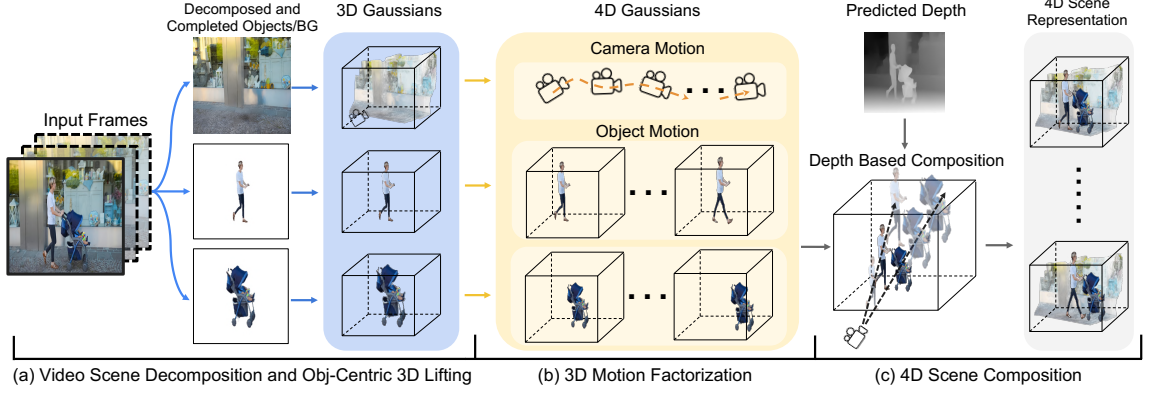 Decomposed and
Completed Objects/BG
3D Gaussians
4D Gaussians
Predicted Depth
4D Scene
Representation
Camera Motion
Input Frames
Object Motion
Depth Based Composition
(a) Video Scene Decomposition and Obj-Centric 3D Lifting
(b) 3D Motion Factorization
(c) 4D Scene Composition